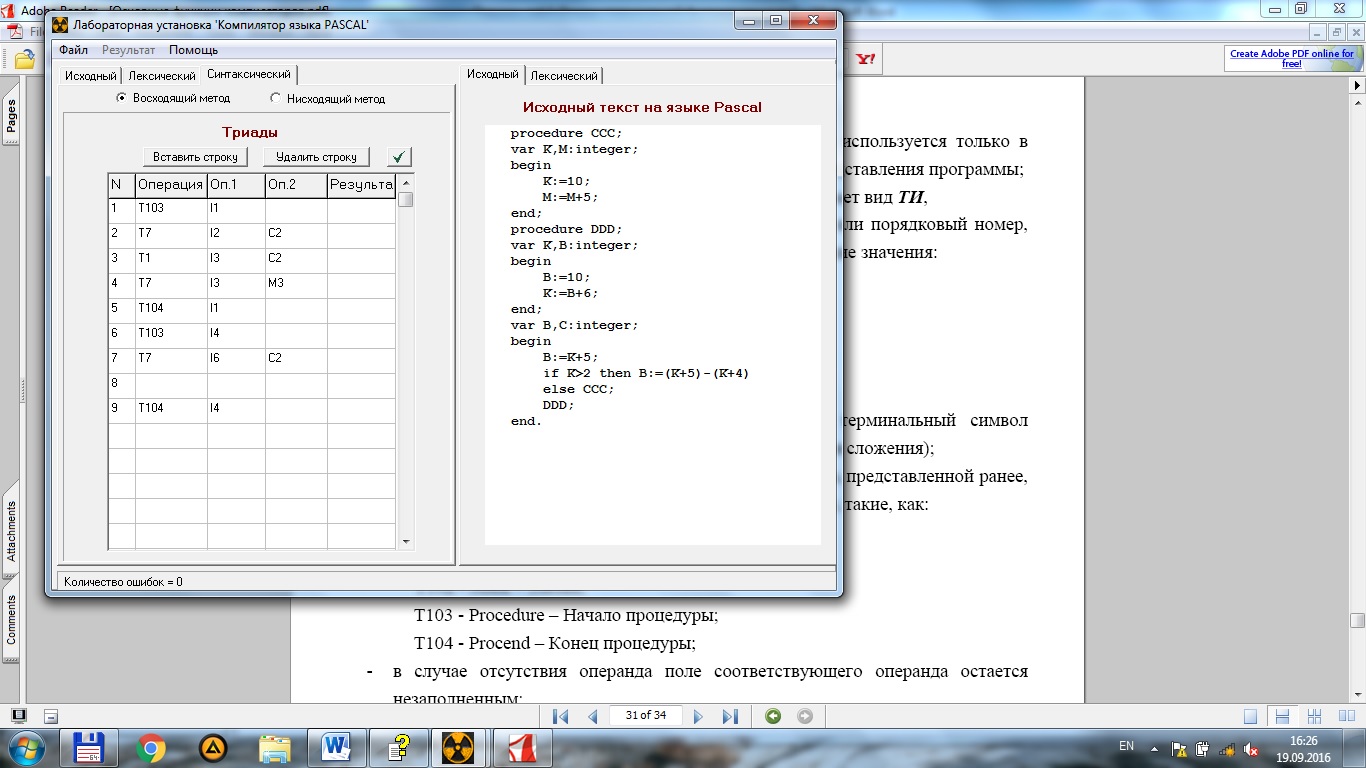 Лабораторная установка 'Компилятор языка PASCAL'
Файл Результат Помощь
Исходный Лексический Синтаксический
Восходящий метод Нисходящий метод
Триады
Вставить строку Удалить строку
N Операция Оп.1 Оп.2 Результа
1 T103 I1
2 T7 I2 C2
3 T1 I3 C2
4 T7 I3 M3
5 T104 I1
6 T103 I4
7 T7 I6 C2
8
9 T104 I4
Количество ошибок = 0
Исходный Лексический
Исходный текст на языке Pascal
procedure CCC;
var K,M:integer;
begin
K:=10;
M:=M+5;
end;
procedure DDD;
var K,B:integer;
begin
B:=10;
K:=B+6;
end;
var B,C:integer;
begin
B:=K+5;
if K>2 then B:=(K+5)-(K+4)
else CCC;
DDD;
end.
Create Adobe PDF online for
free!
Pages
Attachments
Comments
используется только в
ставления программы;
ет вид ТИ,
ли порядковый номер,
е значения:
терминальный символ
сложения);
представленной ранее,
такие, как:
T103 - Procedure – Начало процедуры;
T104 - Procend – Конец процедуры;
- в случае отсутствия операнда поле соответствующего операнда остается
незаполненным;
31 of 34
EN
16:26
19.09.2016